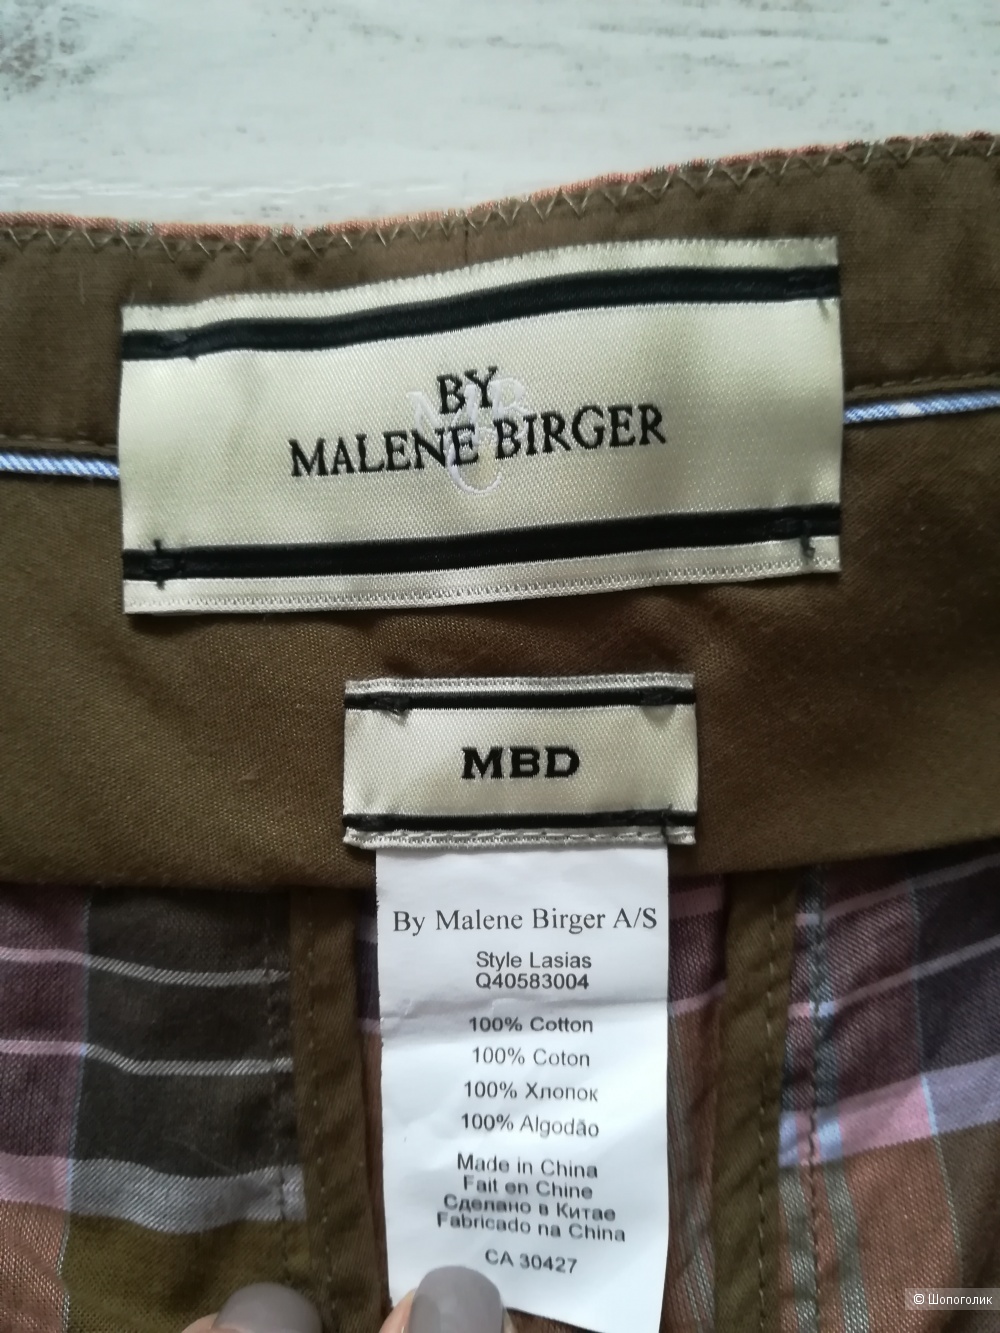 BY
MALENE BIRGER
MBD
By Malene Birger A/S
Style Lasias
Q40583004
100% Cotton
100% Coton
100% Хлопок
100% Algodão
Made in China
Fait en Chine
Сделано в Китае
Fabricado na China
CA 30427
© Шопоголик